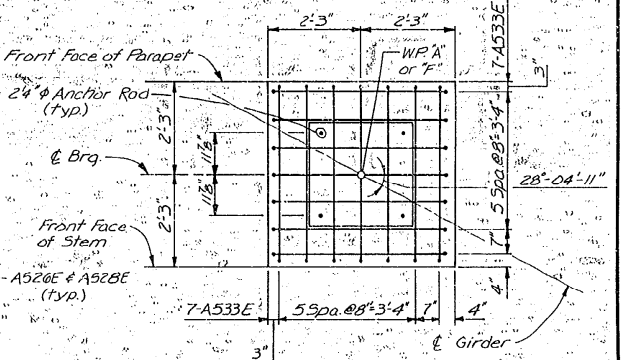 2'-3" 2'-3"
7-A533E
3"
Front Face of Parapet
W.P. "A"
or "F"
2¼"⌀ Anchor Rod
(typ.)
2'-3"
11⅞"
5 Spa. @ 8"=3'-4"
℄ Brg.
28°-04'-11"
11⅞"
2'-3"
Front Face
of Stem
7"
4"
- A526E & A528E
(typ.)
7-A533E 5 Spa. @ 8"=3'-4" 7" 4"
3"
℄ Girder